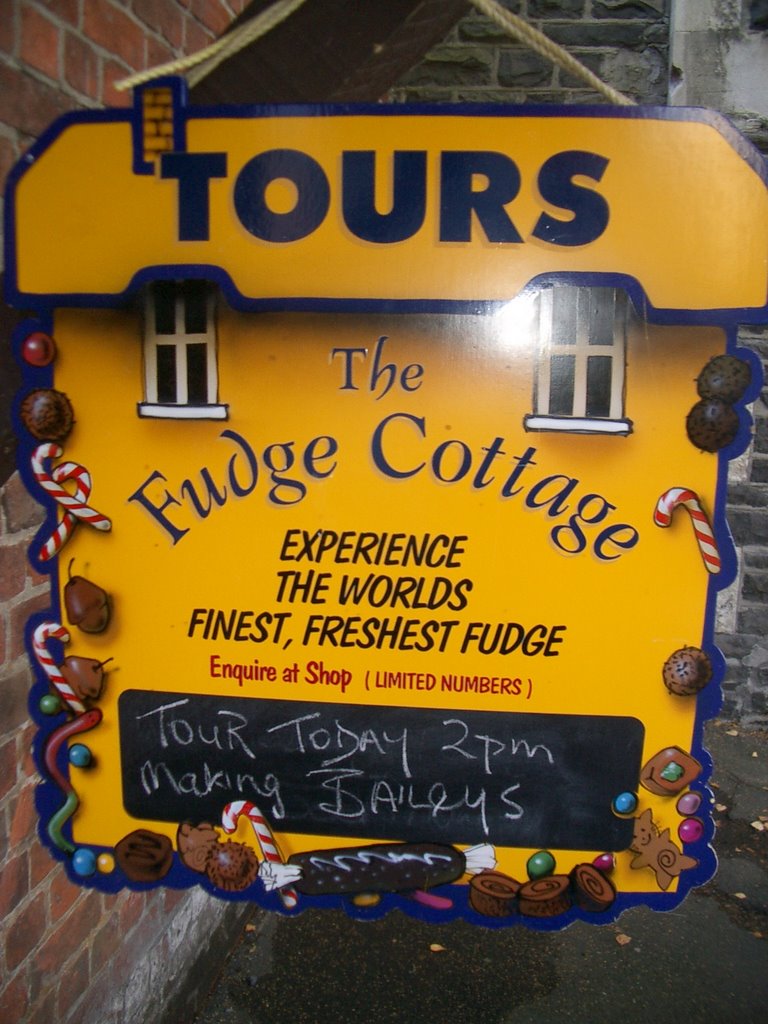 TOURS
The
Fudge Cottage
EXPERIENCE
THE WORLDS
FINEST, FRESHEST FUDGE
Enquire at Shop (LIMITED NUMBERS)
TOUR TODAY 2pm
Making BAILEYS